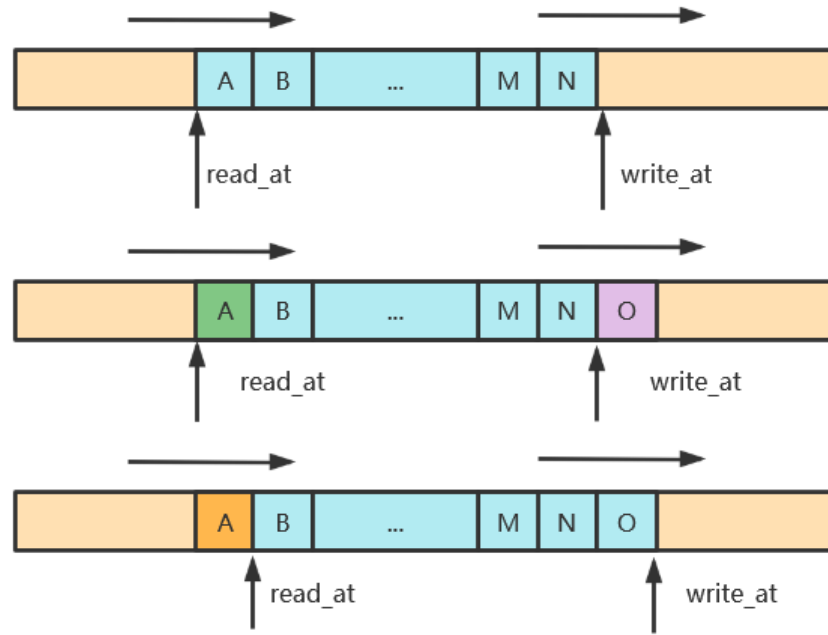 A B ... M N
read_at write_at
A B ... M N O
read_at write_at
A B ... M N O
read_at write_at